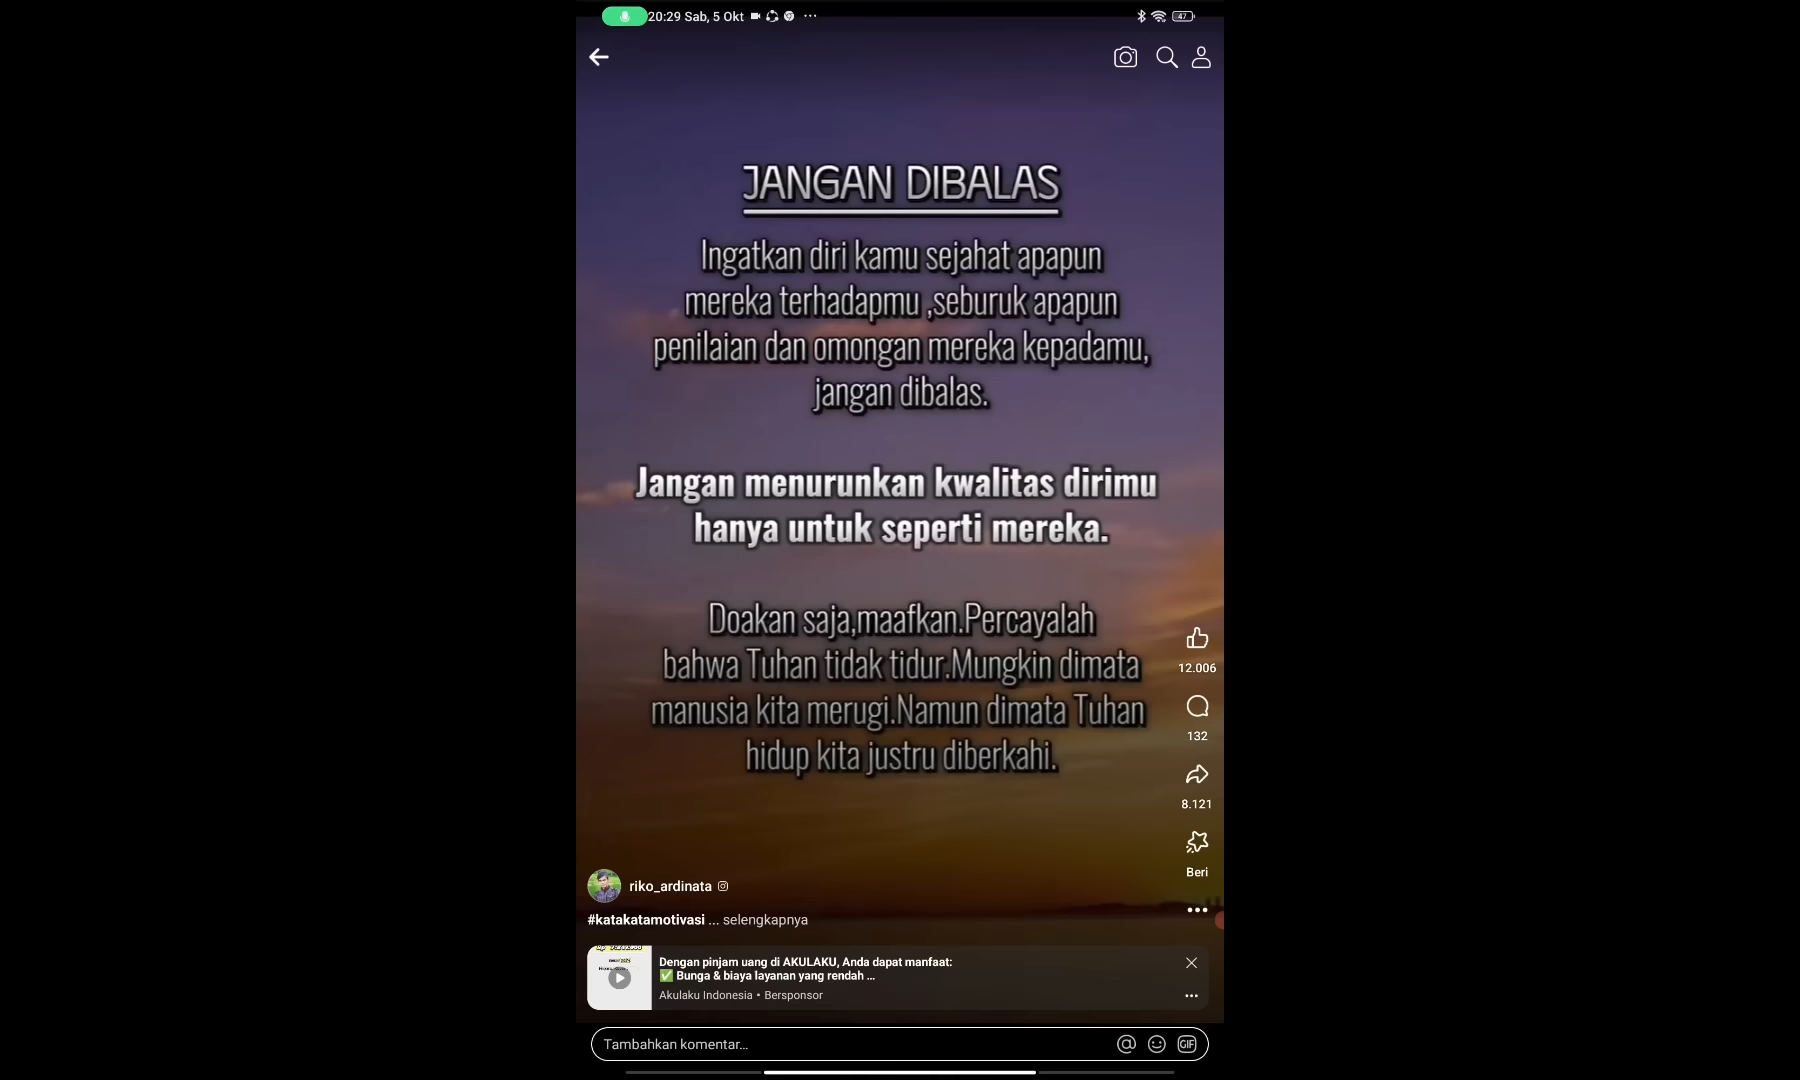 20:29 Sab, 5 Okt
47
JANGAN DIBALAS
Ingatkan diri kamu sejahat apapun
mereka terhadapmu ,seburuk apapun
penilaian dan omongan mereka kepadamu,
jangan dibalas.
Jangan menurunkan kwalitas dirimu
hanya untuk seperti mereka.
Doakan saja,maafkan.Percayalah
bahwa Tuhan tidak tidur.Mungkin dimata
manusia kita merugi.Namun dimata Tuhan
hidup kita justru diberkahi.
12.006
132
8.121
Beri
riko_ardinata
#katakatamotivasi ... selengkapnya
Dengan pinjam uang di AKULAKU, Anda dapat manfaat:
✅ Bunga & biaya layanan yang rendah ...
Akulaku Indonesia • Bersponsor
Tambahkan komentar...
GIF